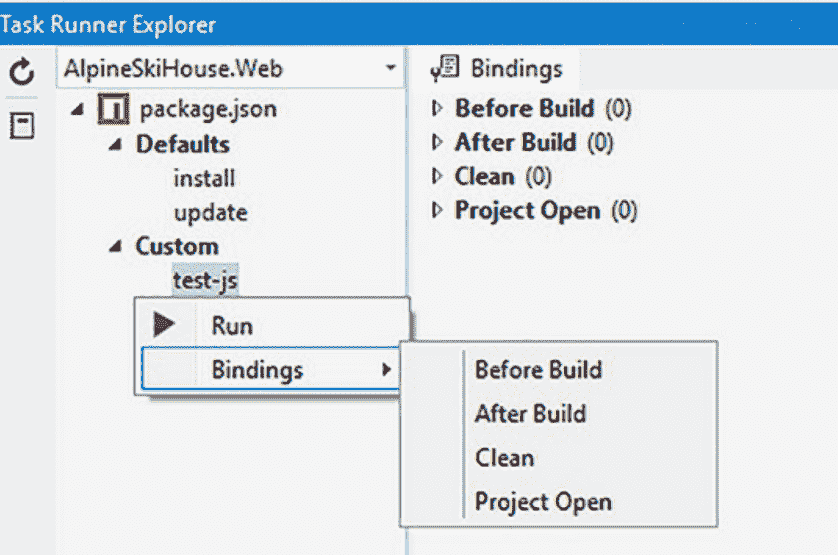 Task Runner Explorer
AlpineSkiHouse.Web
package.json
Defaults
install
update
Custom
test-js
Run
Bindings
Bindings
Before Build (0)
After Build (0)
Clean (0)
Project Open (0)
Before Build
After Build
Clean
Project Open